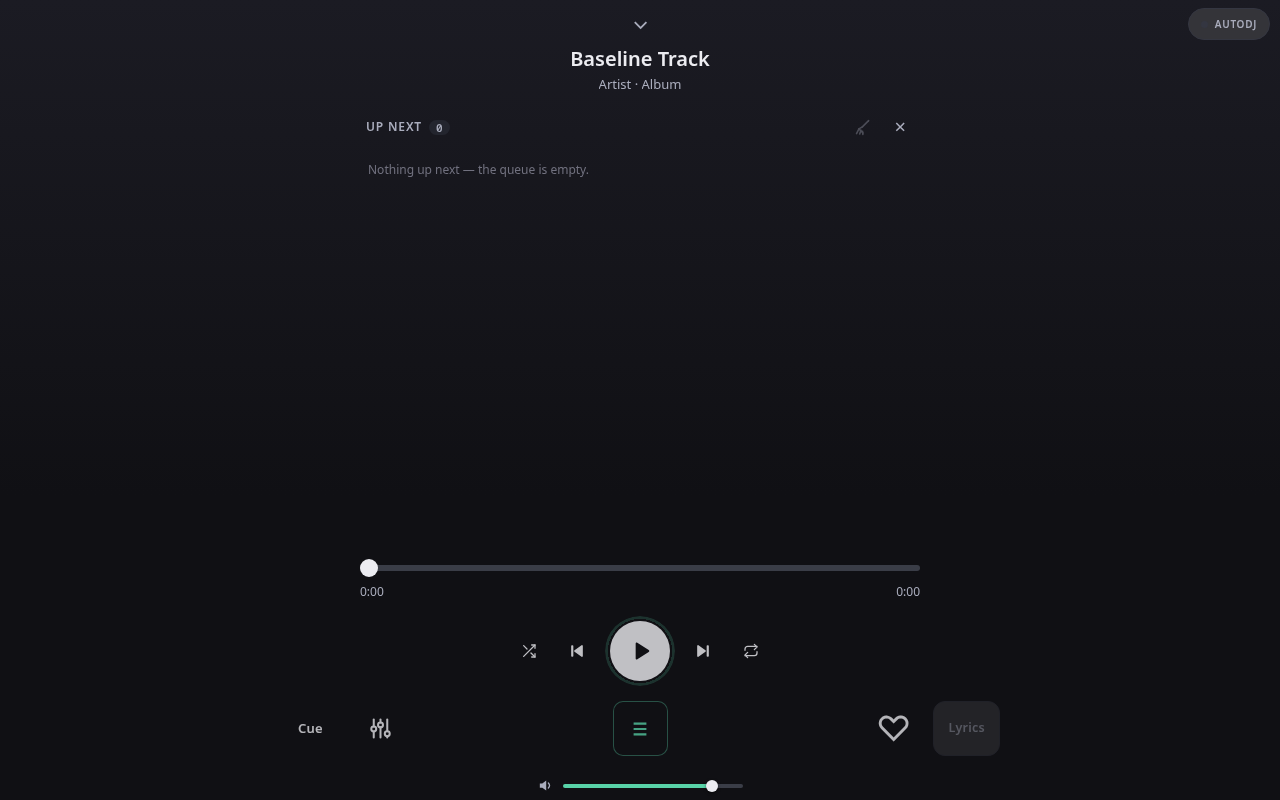 AUTODJ
Baseline Track
Artist · Album
UP NEXT 0
Nothing up next — the queue is empty.
0:00 0:00
Cue
Lyrics